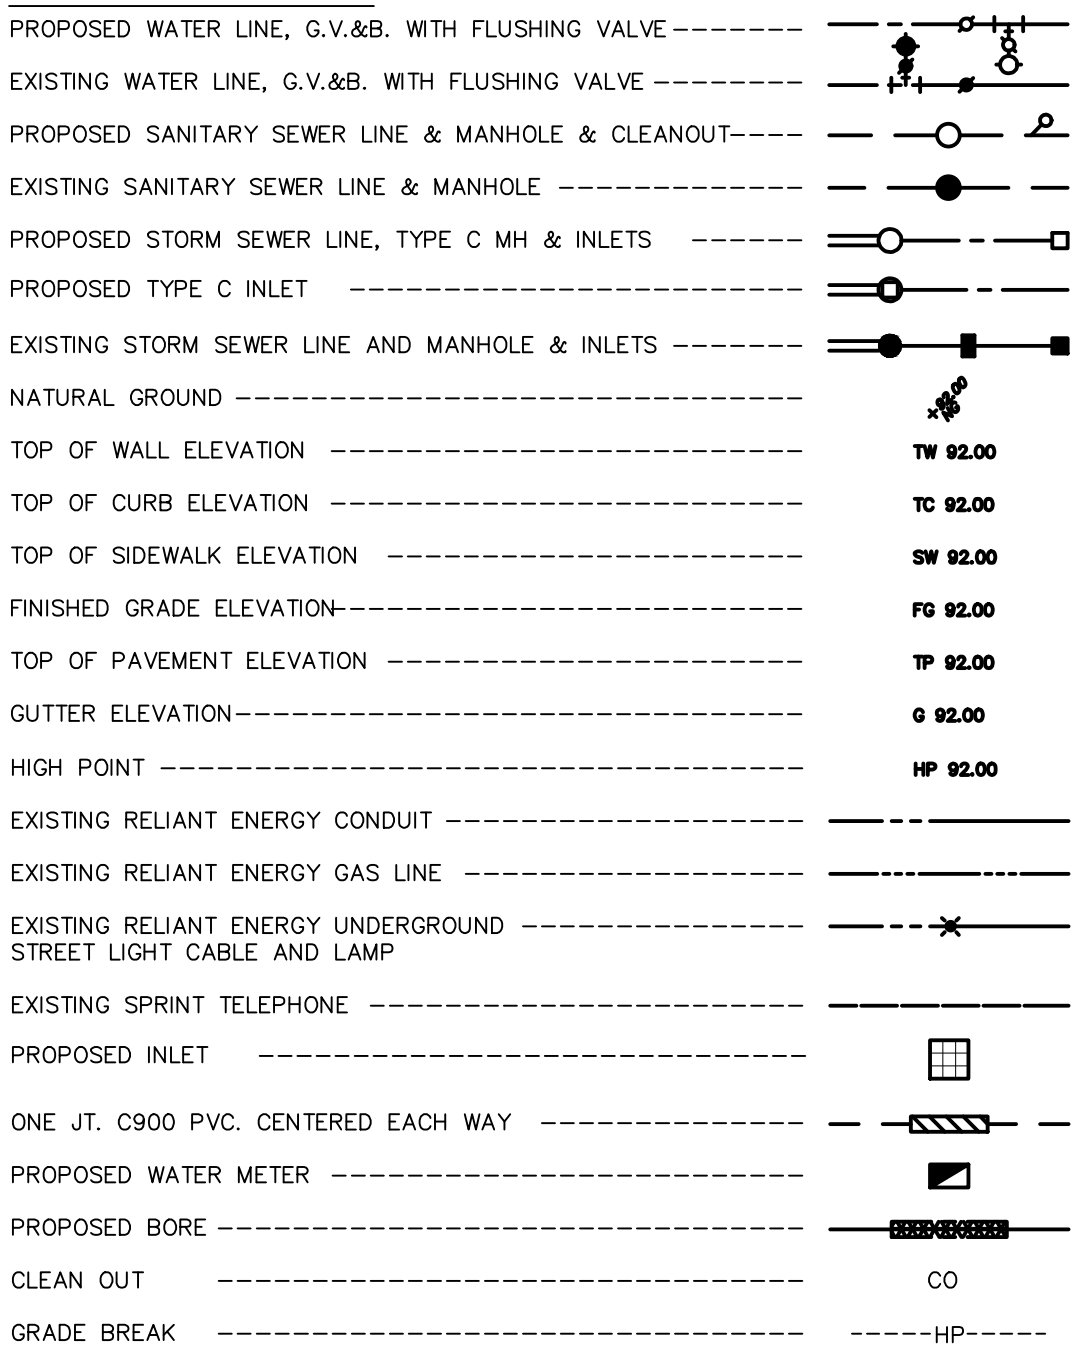 PROPOSED WATER LINE, G.V.&B. WITH FLUSHING VALVE
EXISTING WATER LINE, G.V.&B. WITH FLUSHING VALVE
PROPOSED SANITARY SEWER LINE & MANHOLE & CLEANOUT
EXISTING SANITARY SEWER LINE & MANHOLE
PROPOSED STORM SEWER LINE, TYPE C MH & INLETS
PROPOSED TYPE C INLET
EXISTING STORM SEWER LINE AND MANHOLE & INLETS
NATURAL GROUND x 92.00 NG
TOP OF WALL ELEVATION TW 92.00
TOP OF CURB ELEVATION TC 92.00
TOP OF SIDEWALK ELEVATION SW 92.00
FINISHED GRADE ELEVATION FG 92.00
TOP OF PAVEMENT ELEVATION TP 92.00
GUTTER ELEVATION G 92.00
HIGH POINT HP 92.00
EXISTING RELIANT ENERGY CONDUIT
EXISTING RELIANT ENERGY GAS LINE
EXISTING RELIANT ENERGY UNDERGROUND
STREET LIGHT CABLE AND LAMP
EXISTING SPRINT TELEPHONE
PROPOSED INLET
ONE JT. C900 PVC. CENTERED EACH WAY
PROPOSED WATER METER
PROPOSED BORE
CLEAN OUT CO
GRADE BREAK HP